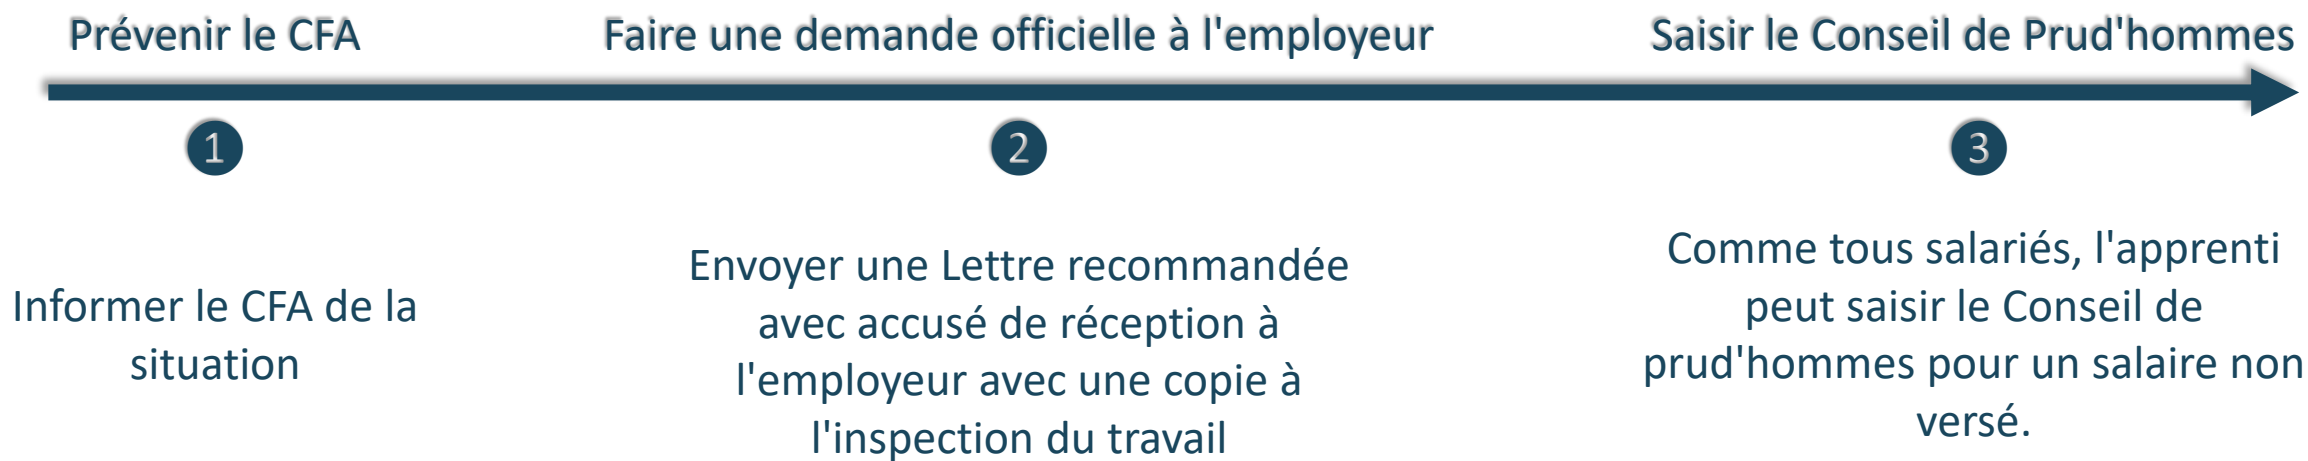 Prévenir le CFA
Faire une demande officielle à l'employeur
Saisir le Conseil de Prud'hommes
1
2
3
Informer le CFA de la
situation
Envoyer une Lettre recommandée
avec accusé de réception à
l'employeur avec une copie à
l'inspection du travail
Comme tous salariés, l'apprenti
peut saisir le Conseil de
prud'hommes pour un salaire non
versé.